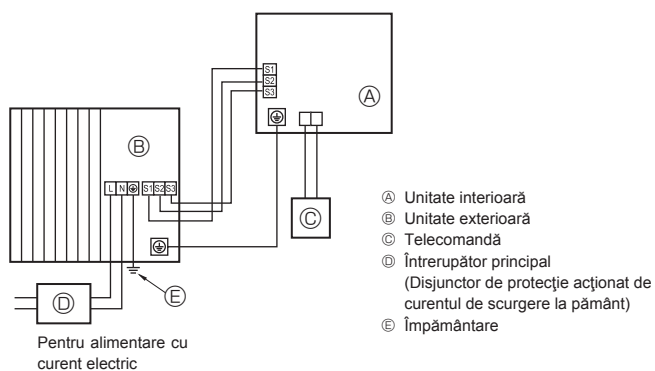 S1
S2
S3
Ⓐ
Ⓑ
L N S1 S2 S3
Ⓒ
Ⓓ
Ⓔ
Pentru alimentare cu
curent electric
Ⓐ Unitate interioară
Ⓑ Unitate exterioară
Ⓒ Telecomandă
Ⓓ Întrerupător principal
(Disjunctor de protecţie acţionat de
curentul de scurgere la pământ)
Ⓔ Împământare